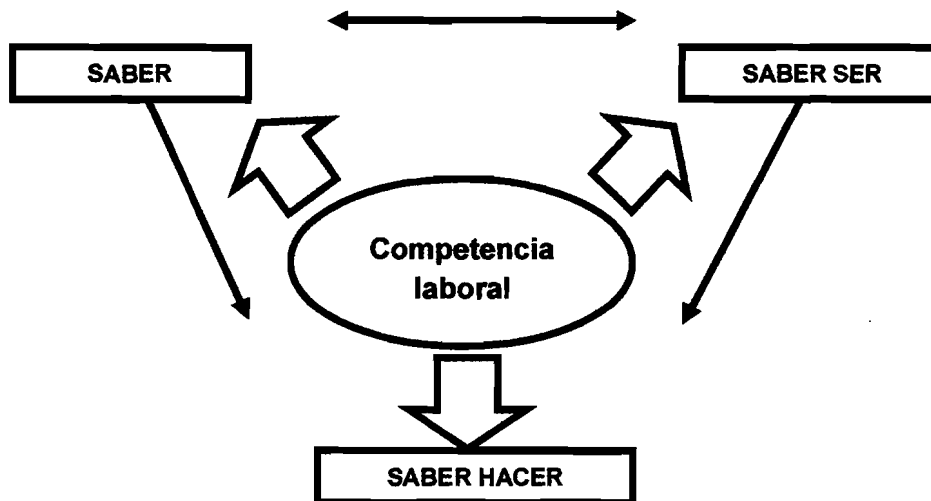 SABER
SABER SER
Competencia
laboral
SABER HACER